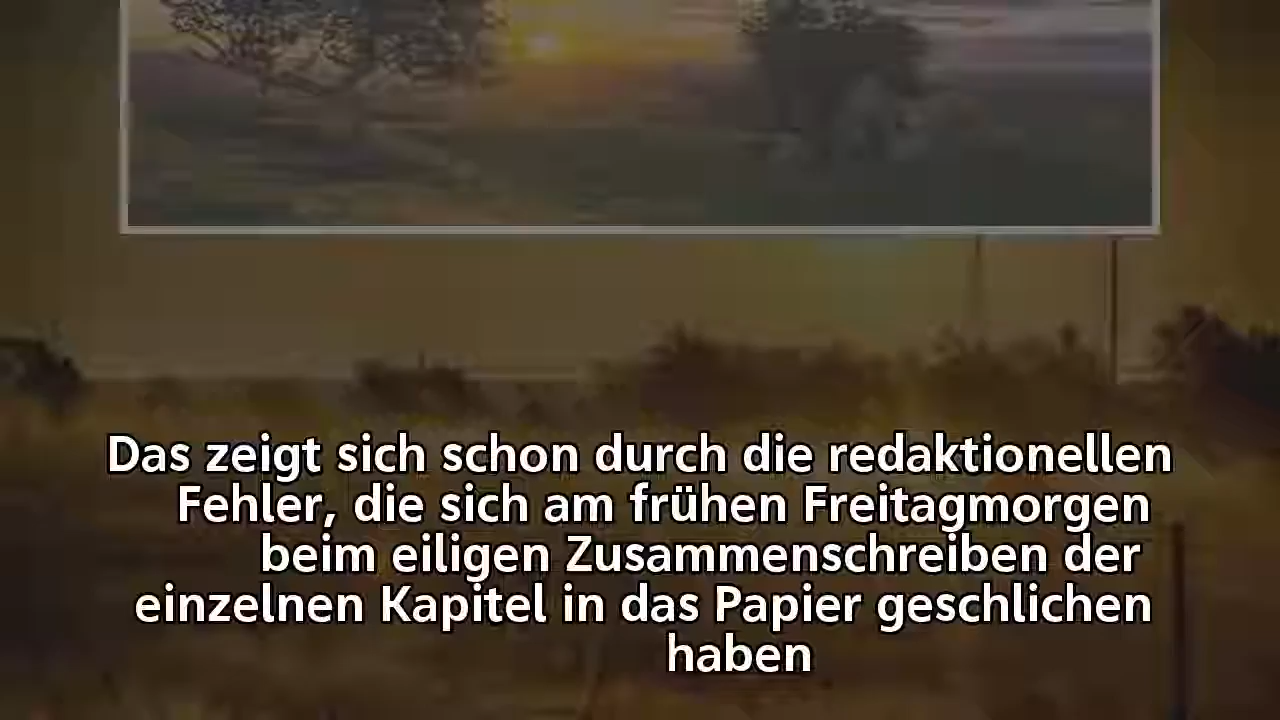 Das zeigt sich schon durch die redaktionellen
Fehler, die sich am frühen Freitagmorgen
beim eiligen Zusammenschreiben der
einzelnen Kapitel in das Papier geschlichen
haben